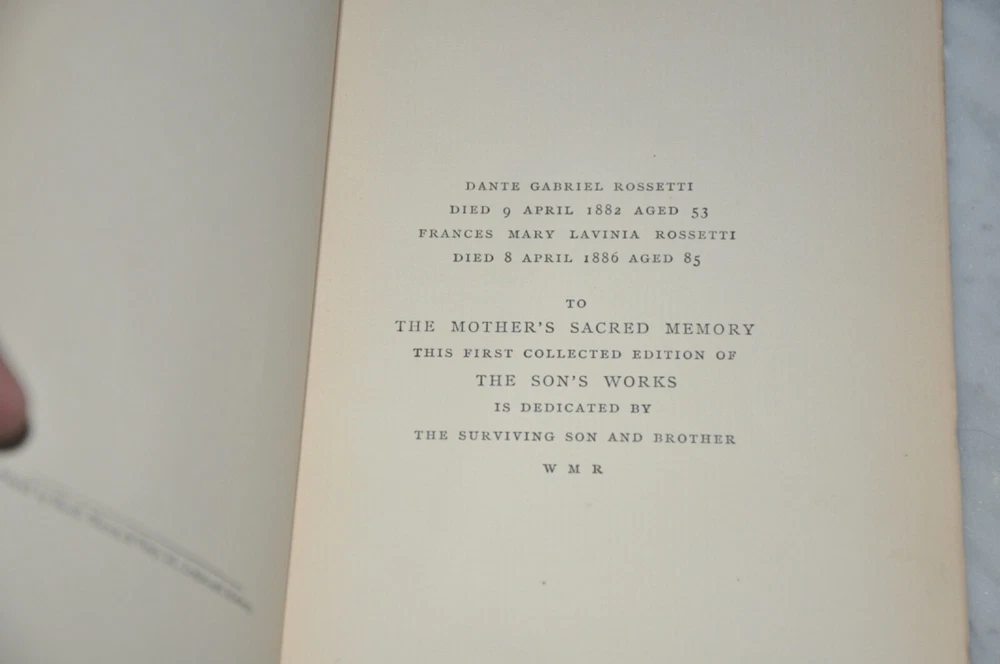 DANTE GABRIEL ROSSETTI
DIED 9 APRIL 1882 AGED 53
FRANCES MARY LAVINIA ROSSETTI
DIED 8 APRIL 1886 AGED 85
TO
THE MOTHER'S SACRED MEMORY
THIS FIRST COLLECTED EDITION OF
THE SON'S WORKS
IS DEDICATED BY
THE SURVIVING SON AND BROTHER
W M R